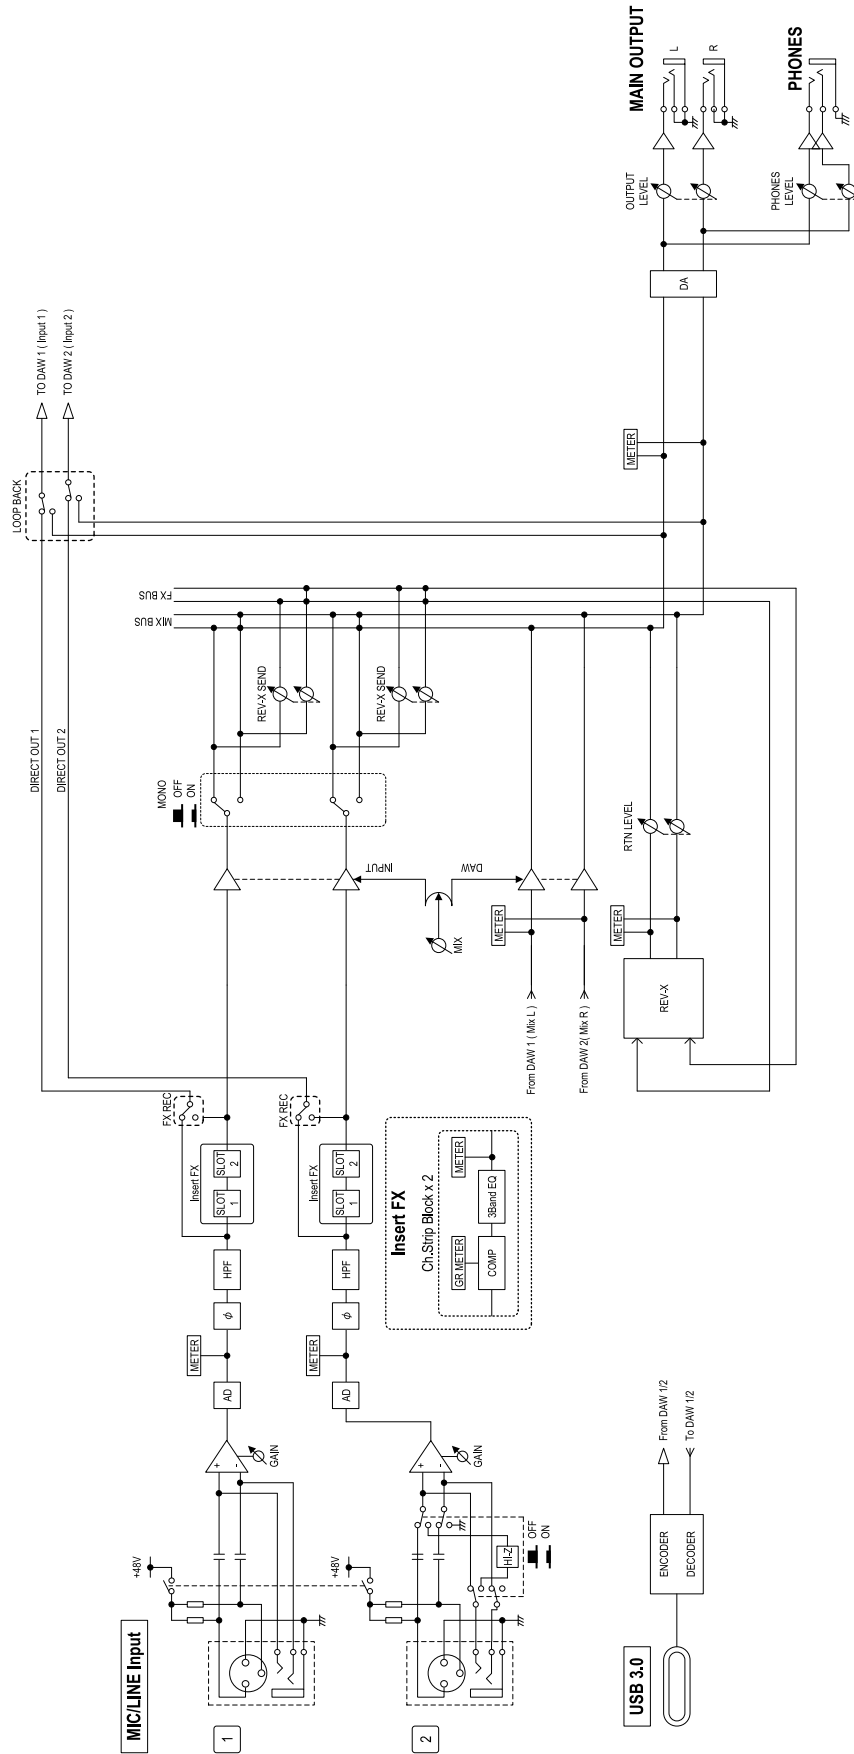 MIC/LINE Input
1
+48V
GAIN
AD
METER
ϕ
HPF
Insert FX
SLOT 1
SLOT 2
FX REC
2
+48V
HI-Z
OFF
ON
GAIN
AD
METER
ϕ
HPF
Insert FX
SLOT 1
SLOT 2
FX REC
DIRECT OUT 1
DIRECT OUT 2
MONO
OFF
ON
REV-X SEND
REV-X SEND
FX BUS
MIX BUS
LOOP BACK
TO DAW 1 ( Input 1 )
TO DAW 2 ( Input 2 )
INPUT
DAW
MIX
Insert FX
Ch.Strip Block x 2
GR METER
COMP
3Band EQ
METER
From DAW 1 ( Mix L )
From DAW 2( Mix R )
METER
METER
REV-X
RTN LEVEL
METER
DA
OUTPUT
LEVEL
MAIN OUTPUT
L
R
PHONES
LEVEL
PHONES
USB 3.0
ENCODER
DECODER
From DAW 1/2
To DAW 1/2